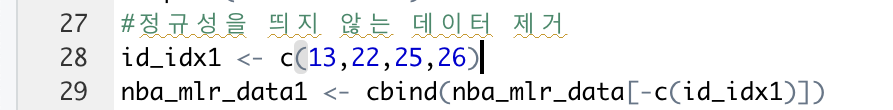 27 #정규성을 띄지 않는 데이터 제거
28 id_idx1 <- c(13,22,25,26)
29 nba_mlr_data1 <- cbind(nba_mlr_data[-c(id_idx1)])